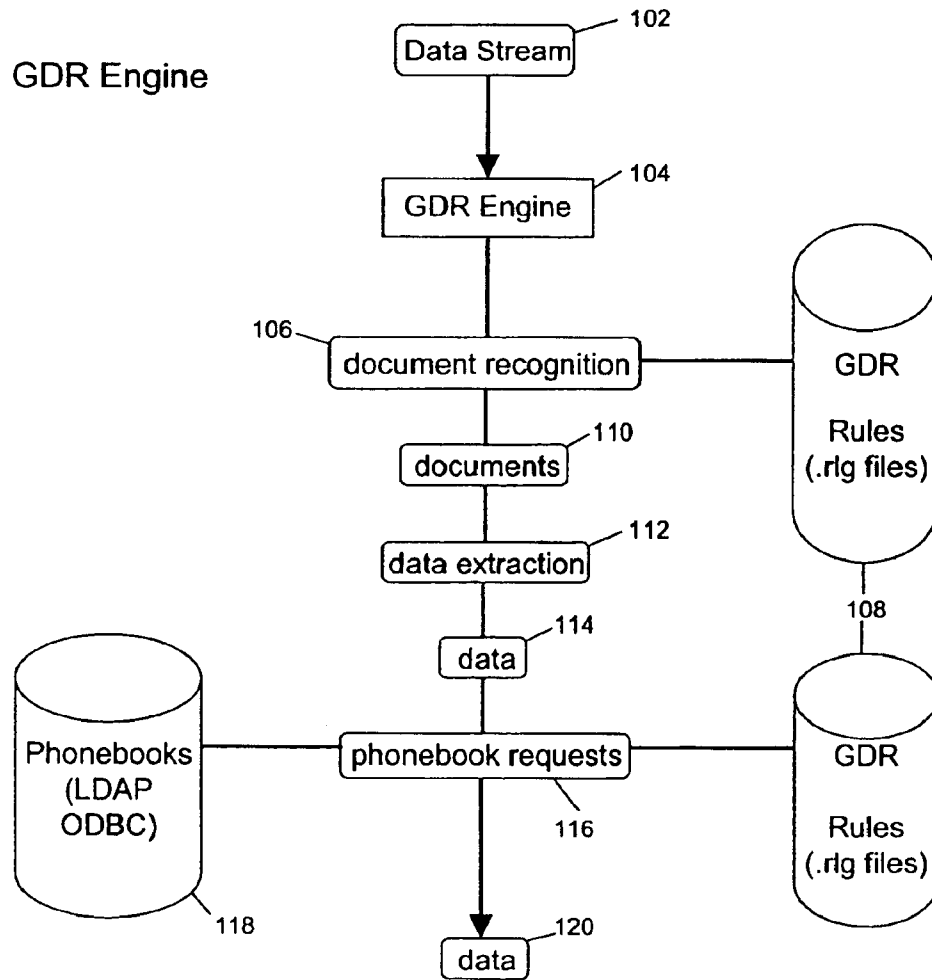 102
Data Stream
GDR Engine
104
GDR Engine
106
document recognition
GDR
Rules
(.rlg files)
110
documents
112
data extraction
108
114
data
Phonebooks
(LDAP
ODBC)
phonebook requests
GDR
Rules
(.rlg files)
116
118
120
data